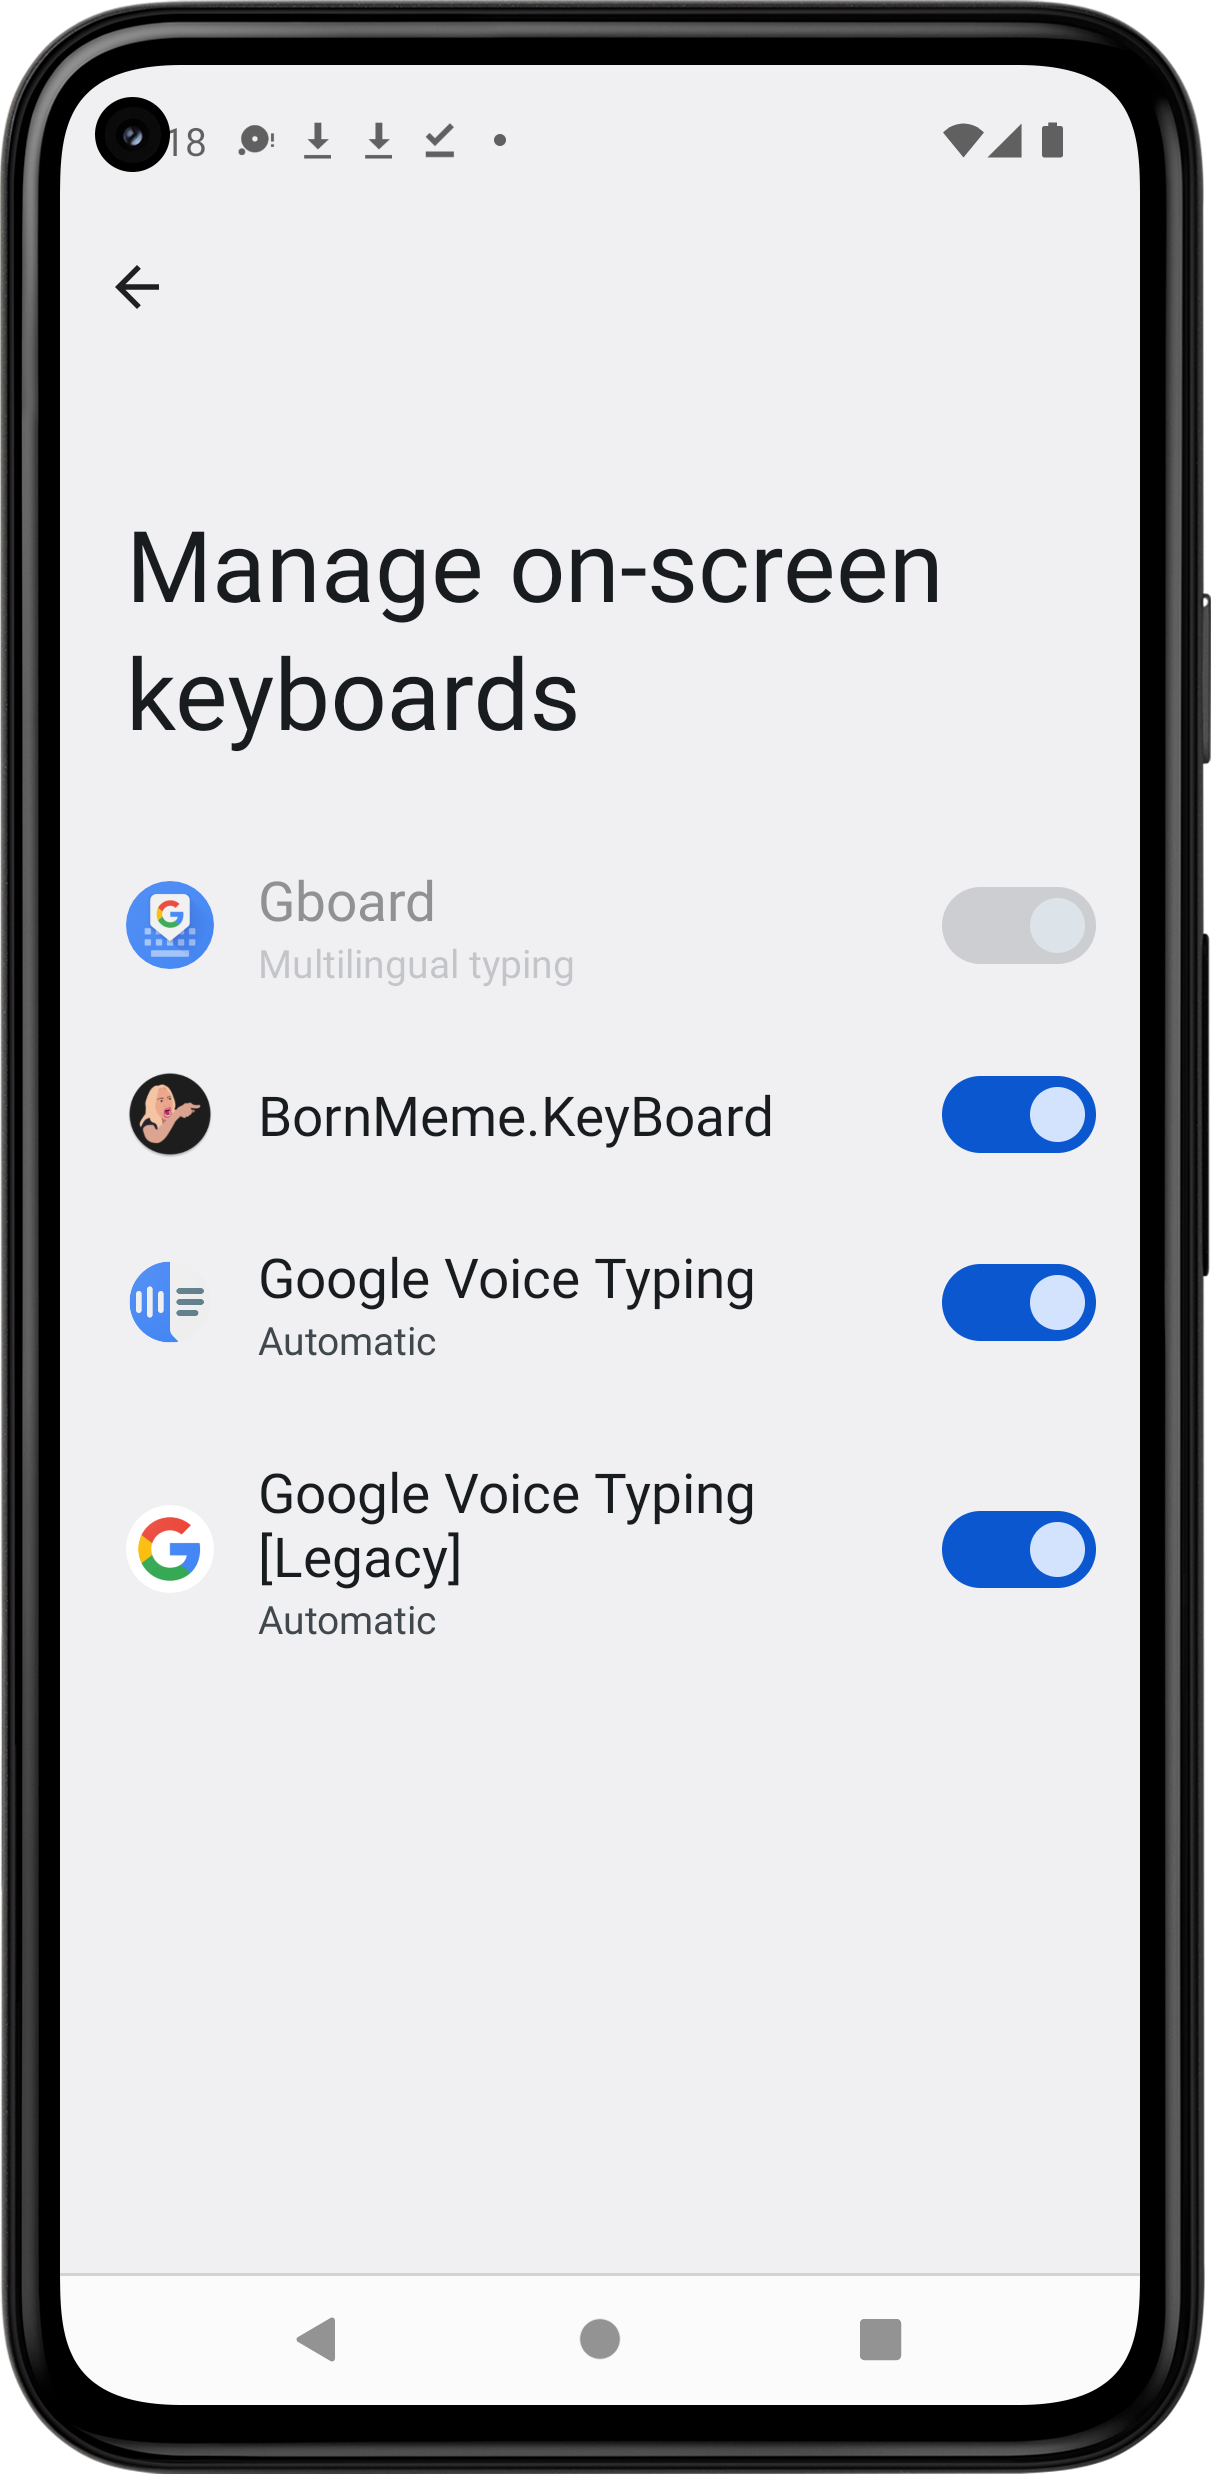 18
Manage on-screen
keyboards
Gboard
Multilingual typing
BornMeme.KeyBoard
Google Voice Typing
Automatic
Google Voice Typing
[Legacy]
Automatic